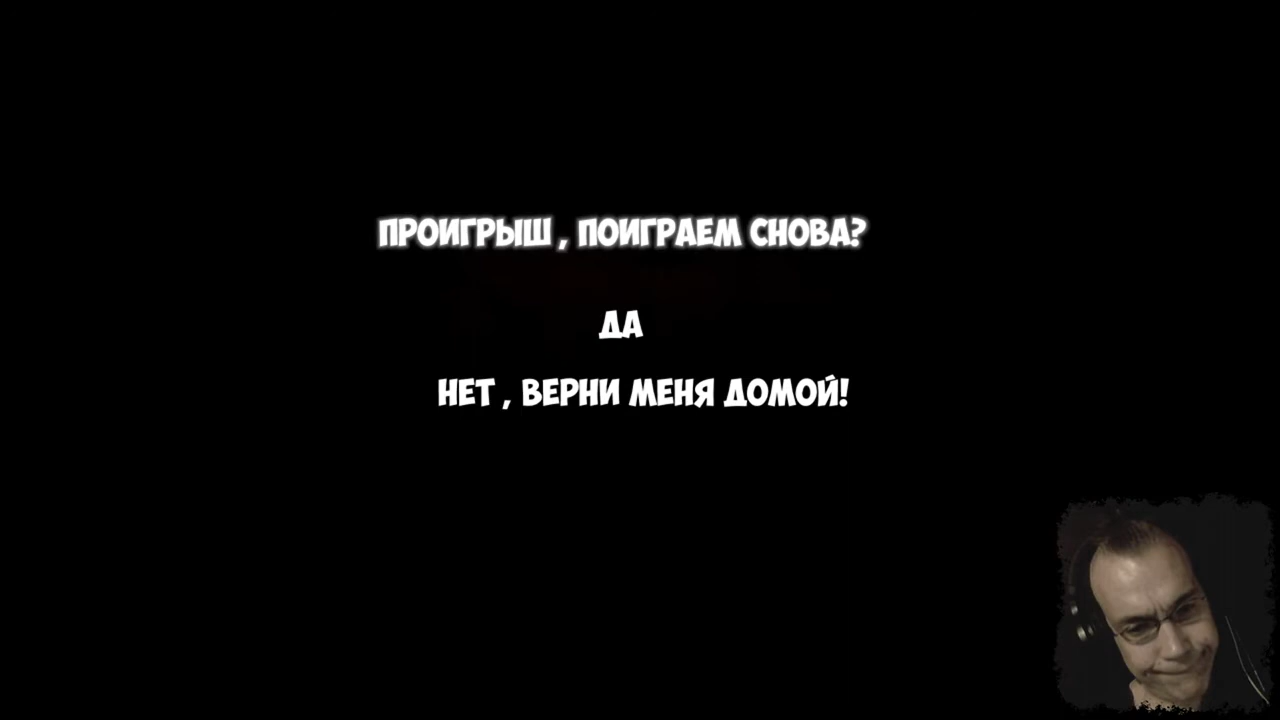 ПРОИГРЫШ , ПОИГРАЕМ СНОВА?
ДА
НЕТ , ВЕРНИ МЕНЯ ДОМОЙ!